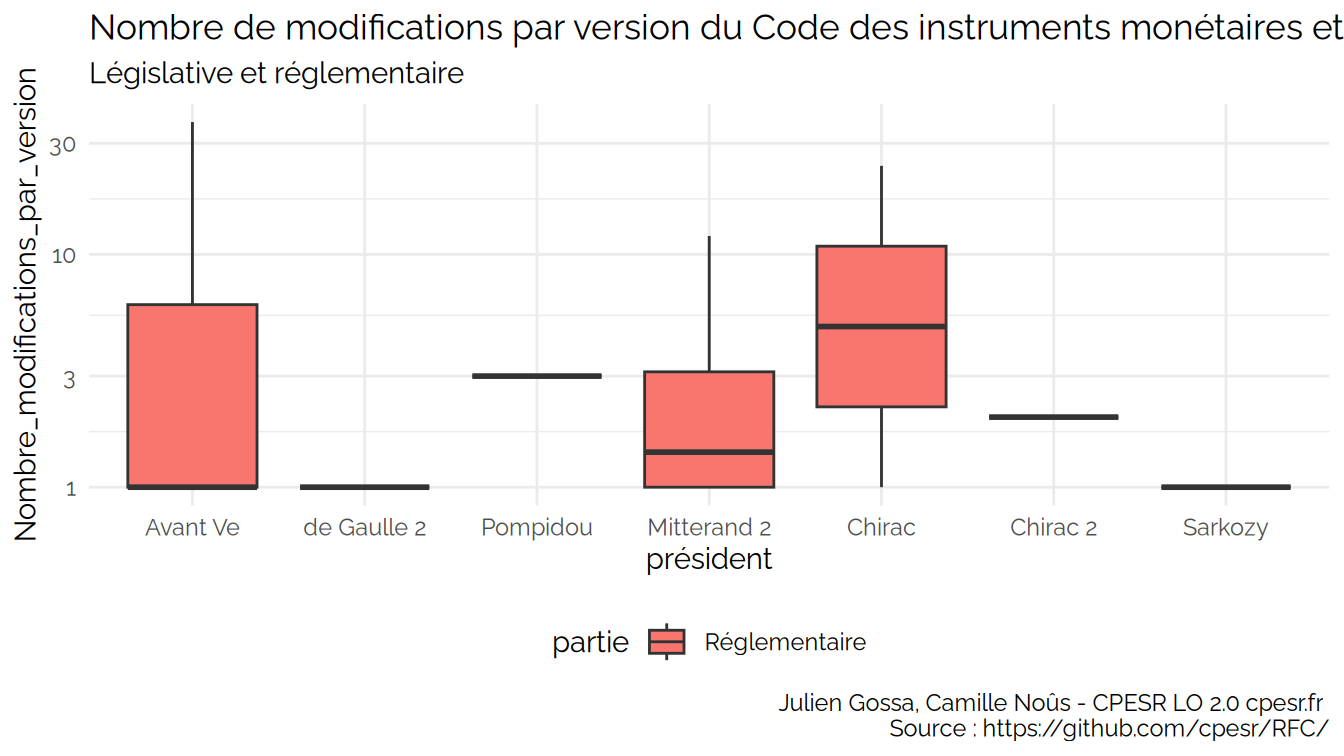 Nombre de modifications par version du Code des instruments monétaires et
Législative et réglementaire
Nombre_modifications_par_version
30
10
3
1
Avant Ve
de Gaulle 2
Pompidou
Mitterand 2
Chirac
Chirac 2
Sarkozy
président
partie
Réglementaire
Julien Gossa, Camille Noûs - CPESR LO 2.0 cpesr.fr
Source : https://github.com/cpesr/RFC/